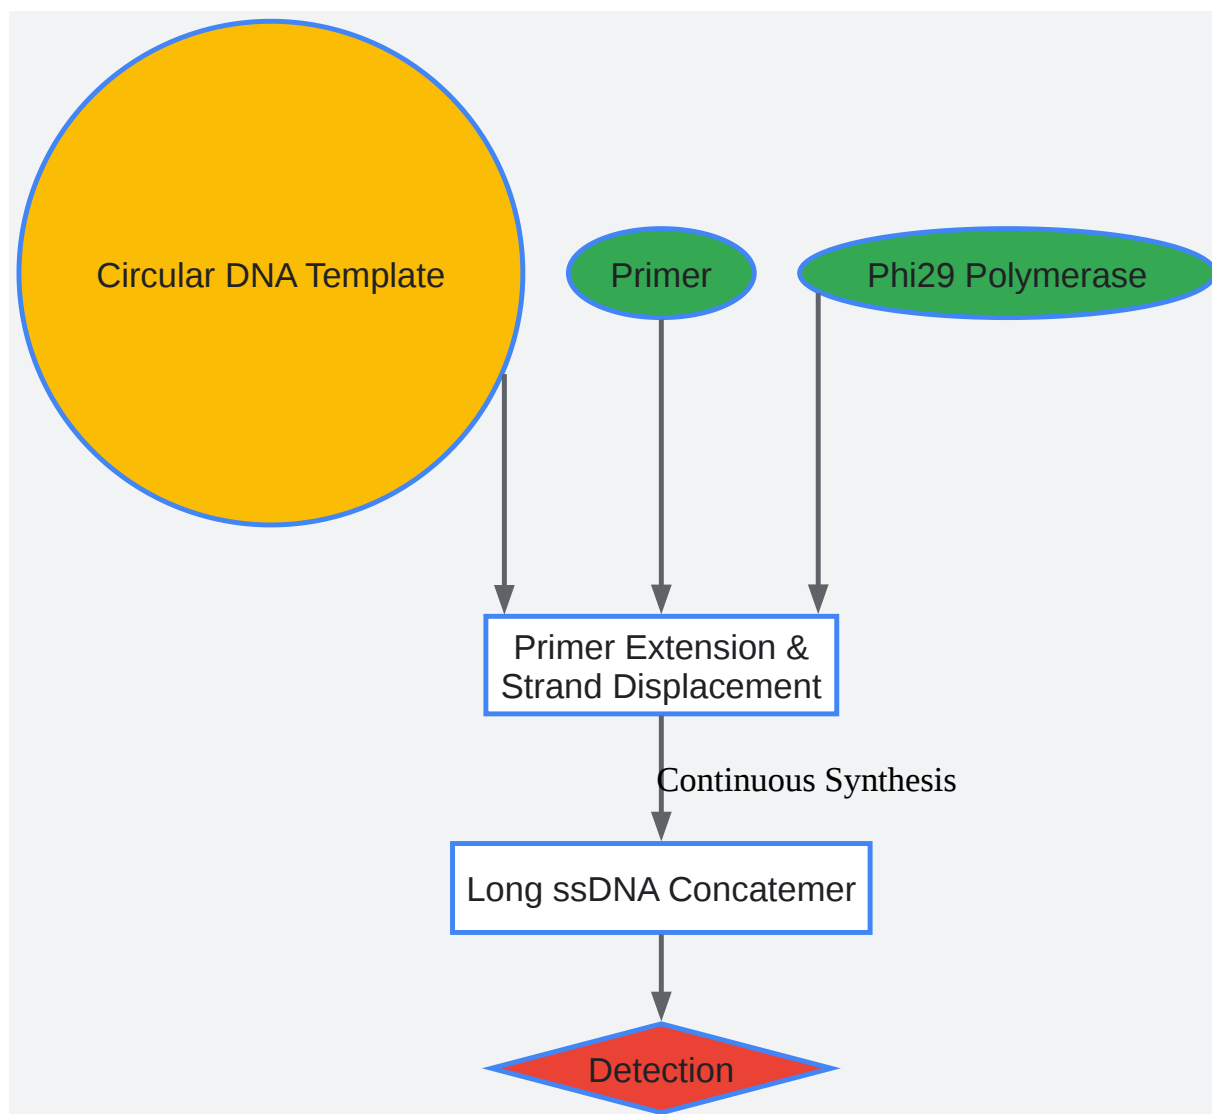 Circular DNA Template
Primer
Phi29 Polymerase
Primer Extension &
Strand Displacement
Continuous Synthesis
Long ssDNA Concatemer
Detection